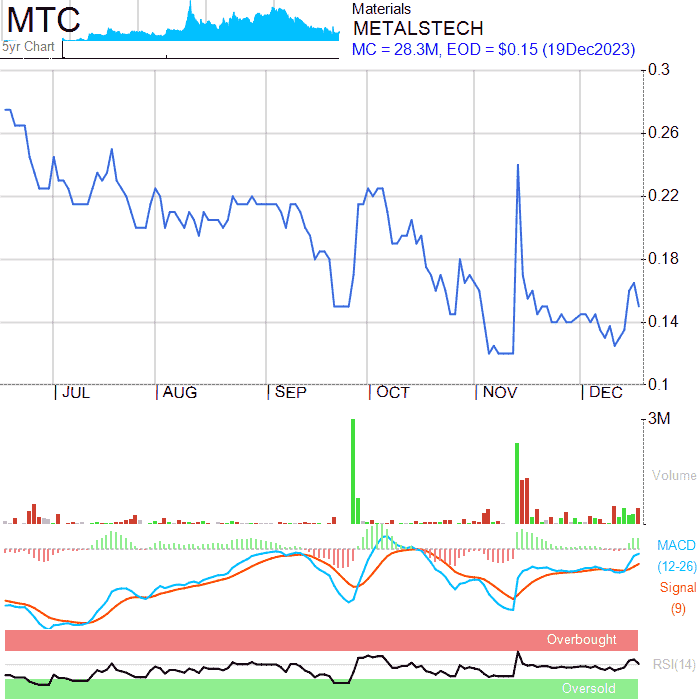 MTC
5yr Chart
Materials
METALSTECH
MC = 28.3M, EOD = $0.15 (19Dec2023)
0.3
0.26
0.22
0.18
0.14
0.1
JUL
AUG
SEP
OCT
NOV
DEC
3M
Volume
MACD
(12-26)
Signal
(9)
Overbought
RSI(14)
Oversold